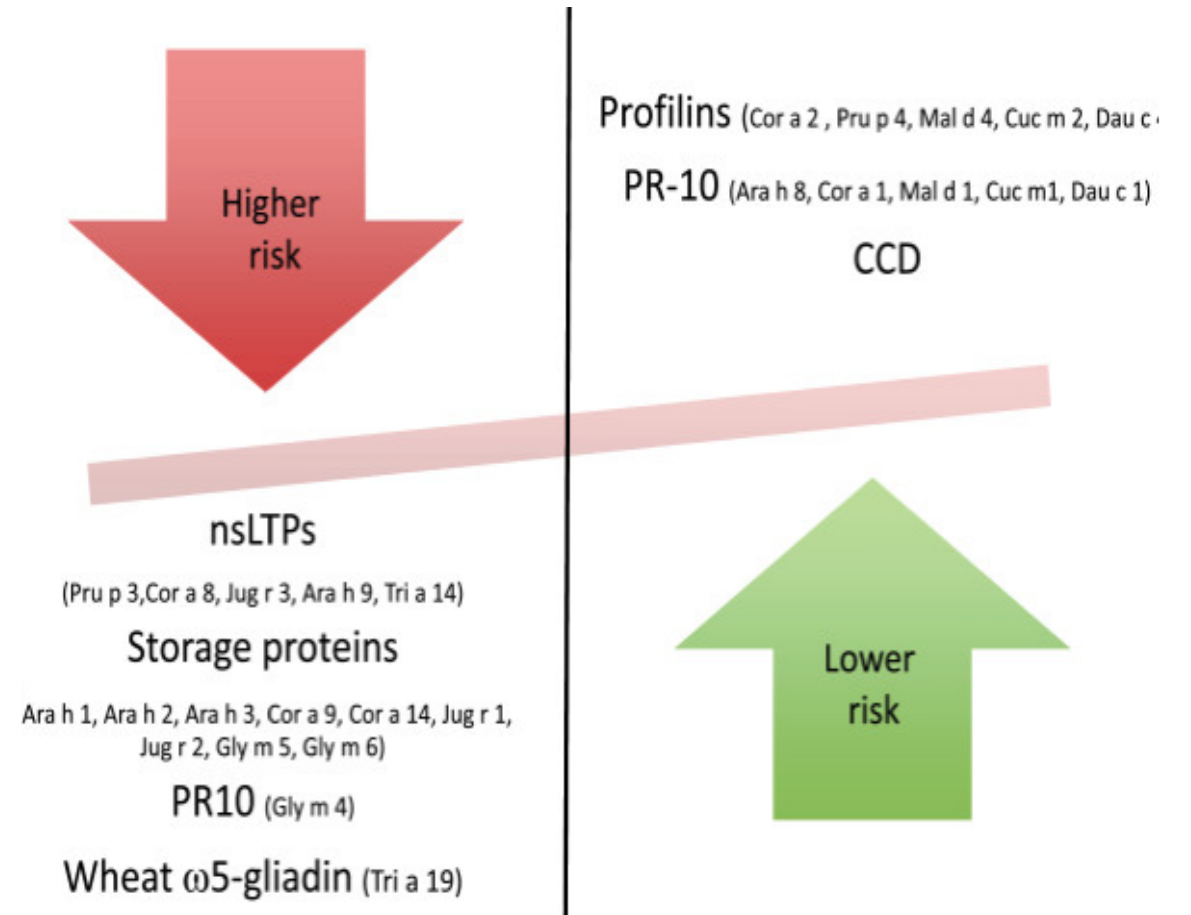 Higher
risk
nsLTPs
(Pru p 3,Cor a 8, Jug r 3, Ara h 9, Tri a 14)
Storage proteins
Ara h 1, Ara h 2, Ara h 3, Cor a 9, Cor a 14, Jug r 1,
Jug r 2, Gly m 5, Gly m 6)
PR10 (Gly m 4)
Wheat ω5-gliadin (Tri a 19)
Profilins (Cor a 2 , Pru p 4, Mal d 4, Cuc m 2, Dau c
PR-10 (Ara h 8, Cor a 1, Mal d 1, Cuc m1, Dau c 1)
CCD
Lower
risk